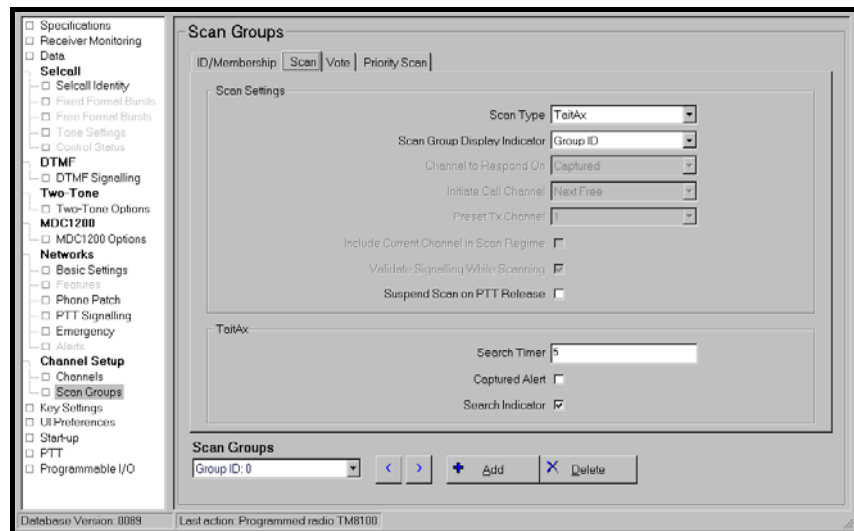 Specifications
Receiver Monitoring
Data
Selcall
Selcall Identity
Fixed Format Bursts
Free Format Bursts
Tone Settings
Control Status
DTMF
DTMF Signalling
Two-Tone
Two-Tone Options
MDC1200
MDC1200 Options
Networks
Basic Settings
Features
Phone Patch
PTT Signalling
Emergency
Alerts
Channel Setup
Channels
Scan Groups
Key Settings
UI Preferences
Start-up
PTT
Programmable I/O
Scan Groups
ID/Membership Scan Vote Priority Scan
Scan Settings
Scan Type TaitAx
Scan Group Display Indicator Group ID
Channel to Respond On Captured
Initiate Call Channel Next Free
Preset Tx Channel 1
Include Current Channel in Scan Regime
Validate Signalling While Scanning
Suspend Scan on PTT Release
TaitAx
Search Timer 5
Captured Alert
Search Indicator
Scan Groups
Group ID: 0 < > Add Delete
Database Version: 0089 Last action: Programmed radio TM8100